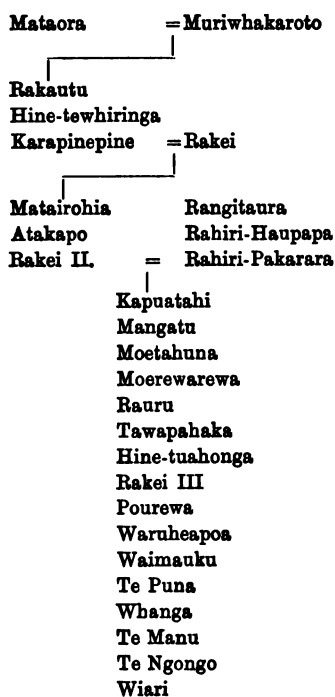 Mataora = Muriwhakaroto
Rakautu
Hine-tewhiringa
Karapinepine = Rakei
Matairohia Rangitaura
Atakapo Rahiri-Haupapa
Rakei II. = Rahiri-Pakarara
Kapuatahi
Mangatu
Moetahuna
Moerewarewa
Rauru
Tawapahaka
Hine-tuahonga
Rakei III
Pourewa
Waruheapoa
Waimauku
Te Puna
Whanga
Te Manu
Te Ngongo
Wiari